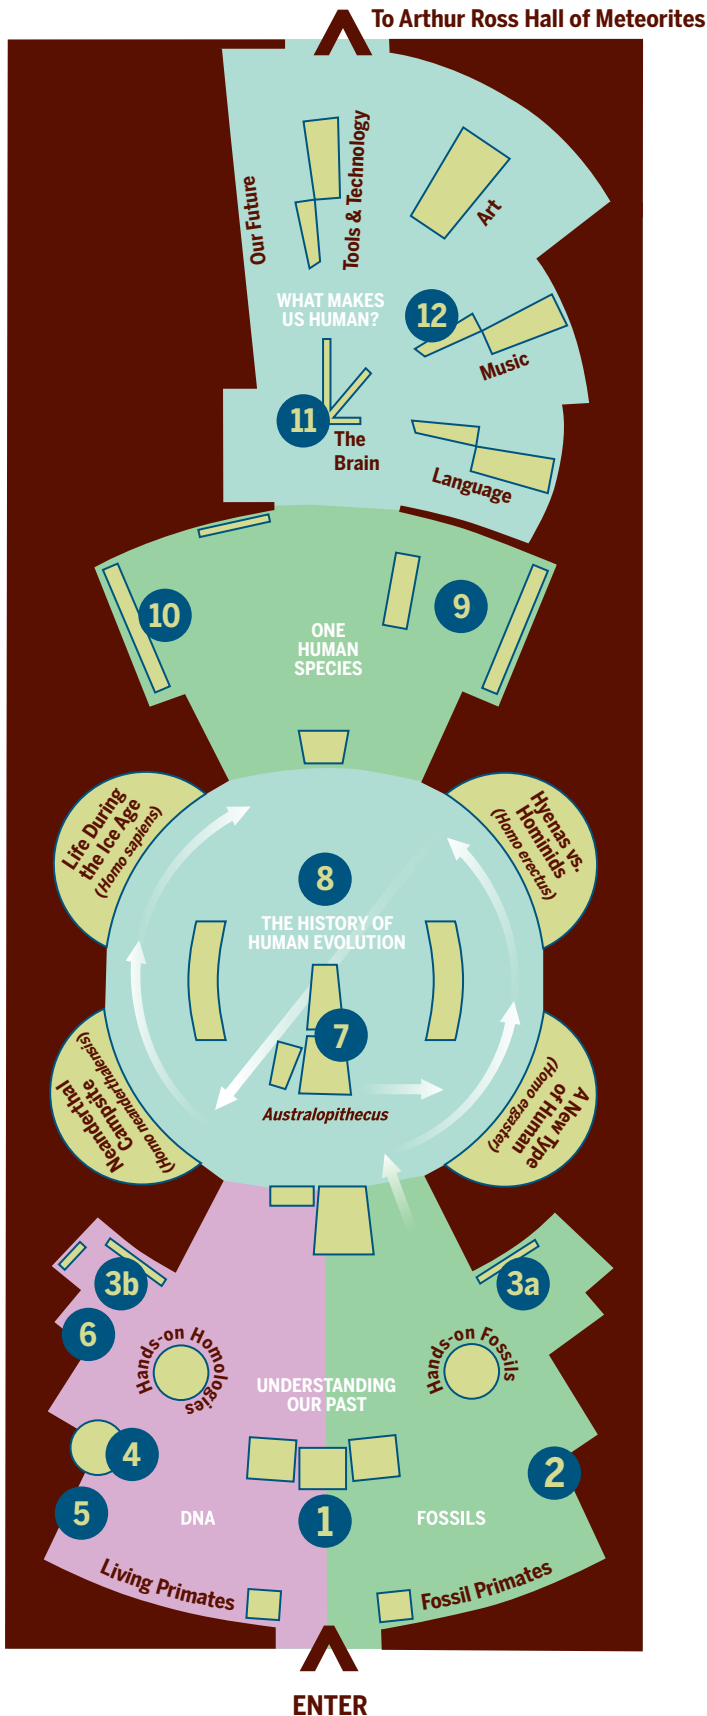 To Arthur Ross Hall of Meteorites
Our Future
Tools & Technology
Art
WHAT MAKES
US HUMAN?
12
Music
11
The
Brain
Language
10
9
ONE
HUMAN
SPECIES
Life During
the Ice Age
(Homo sapiens)
Hyenas vs.
Hominids
(Homo erectus)
8
THE HISTORY OF
HUMAN EVOLUTION
7
Australopithecus
Neanderthal
Campsite
(Homo neanderthalensis)
A New Type
of Human
(Homo ergaster)
3b
3a
6
Hands-on Homologies
Hands-on Fossils
UNDERSTANDING
OUR PAST
4
2
5
DNA
1
FOSSILS
Living Primates
Fossil Primates
ENTER